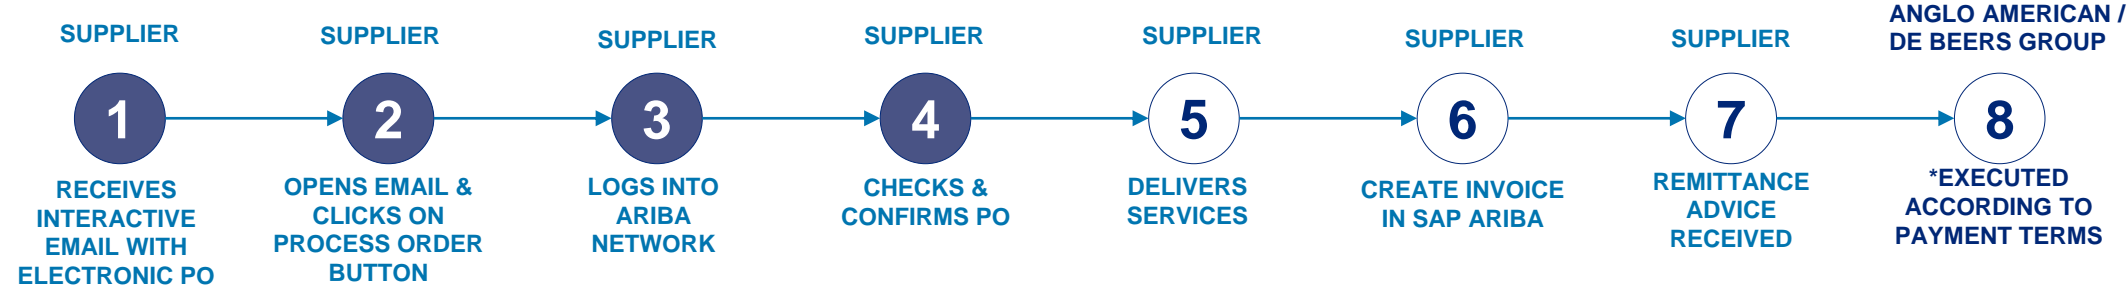 SUPPLIER
1
RECEIVES
INTERACTIVE
EMAIL WITH
ELECTRONIC PO
SUPPLIER
2
OPENS EMAIL &
CLICKS ON
PROCESS ORDER
BUTTON
SUPPLIER
3
LOGS INTO
ARIBA
NETWORK
SUPPLIER
4
CHECKS &
CONFIRMS PO
SUPPLIER
5
DELIVERS
SERVICES
SUPPLIER
6
CREATE INVOICE
IN SAP ARIBA
SUPPLIER
7
REMITTANCE
ADVICE
RECEIVED
ANGLO AMERICAN /
DE BEERS GROUP
8
*EXECUTED
ACCORDING TO
PAYMENT TERMS